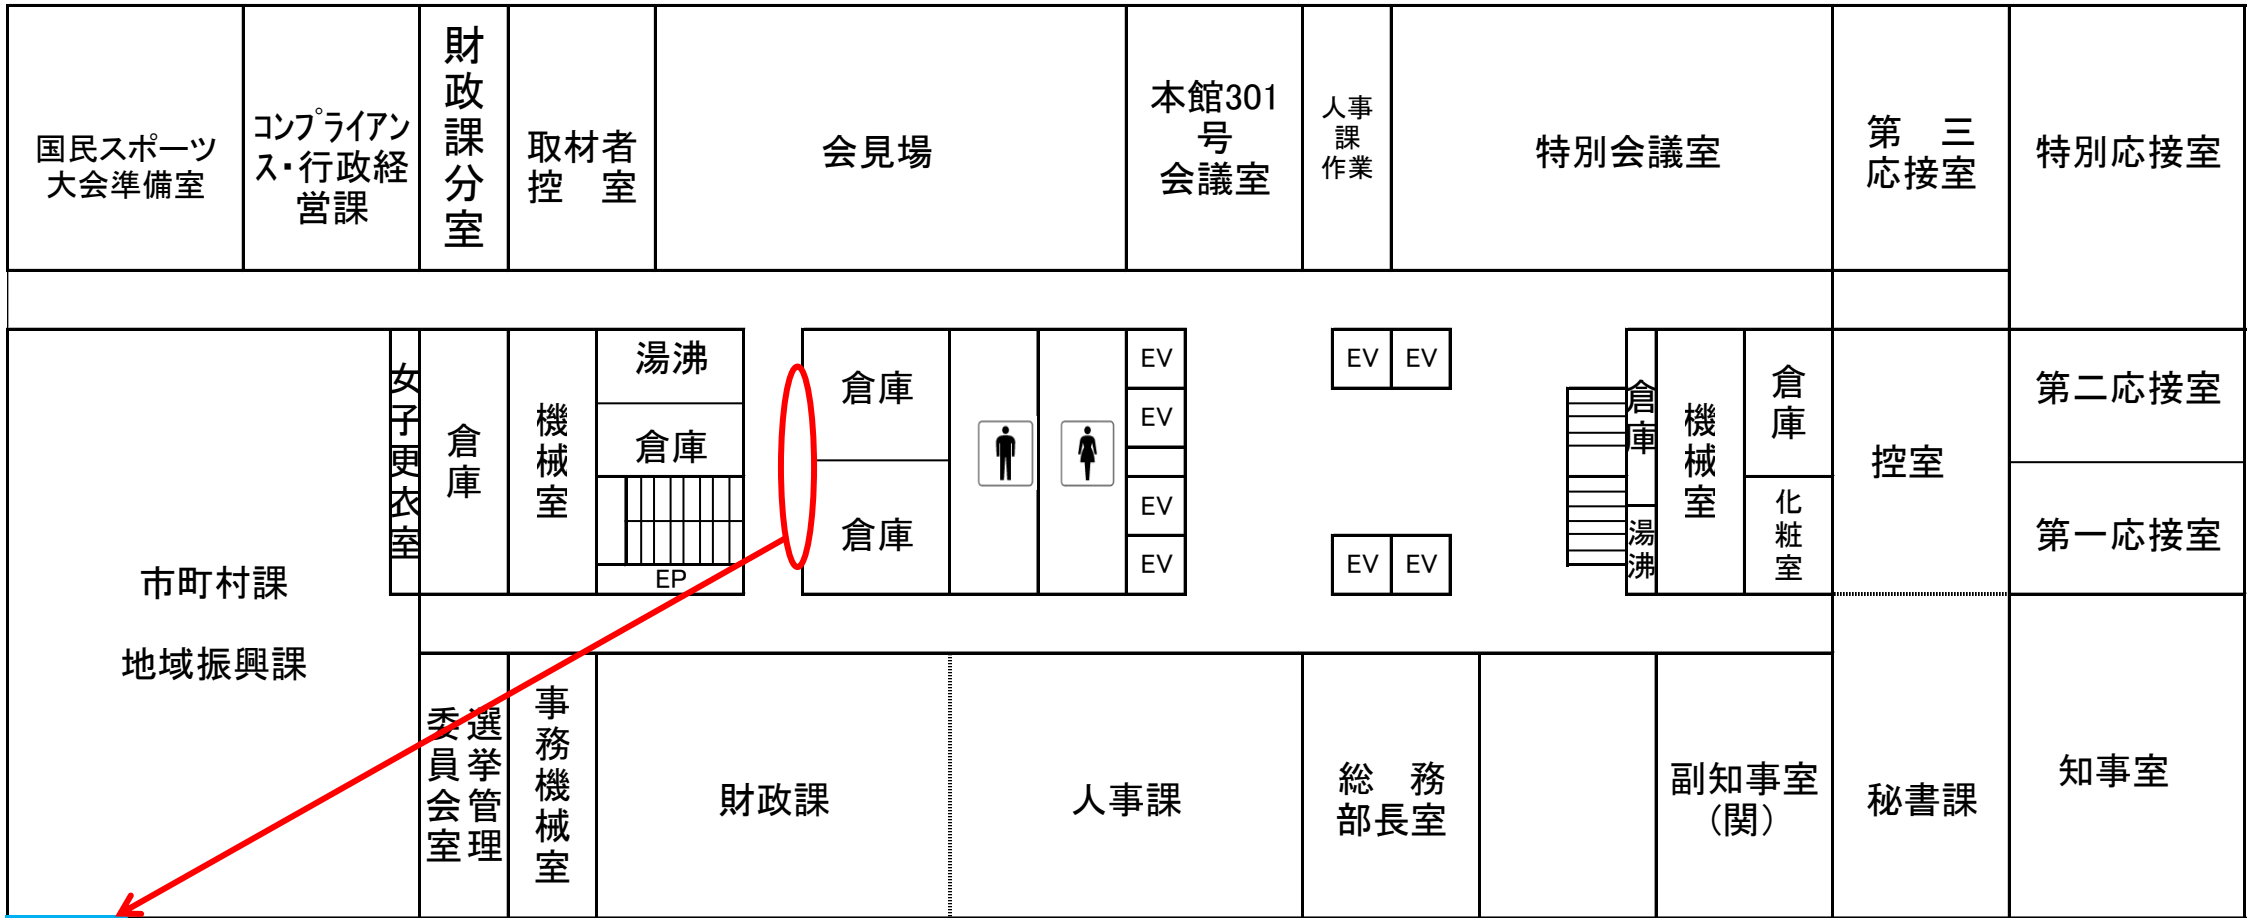 国民スポーツ
大会準備室
コンプライアン
ス・行政経
営課
財政課分室
取材者
控　室
会見場
本館301
号
会議室
人事
課
作業
特別会議室
第　三
応接室
特別応接室
市町村課
地域振興課
女子更衣室
倉庫
機械室
湯沸
倉庫
EP
倉庫
倉庫
EV
EV
EV
EV
EV EV
EV EV
倉庫
湯沸
機械室
倉庫
化粧室
控室
第二応接室
第一応接室
選挙管理
委員会室
事務機械室
財政課
人事課
総　務
部長室
副知事室
（関）
秘書課
知事室